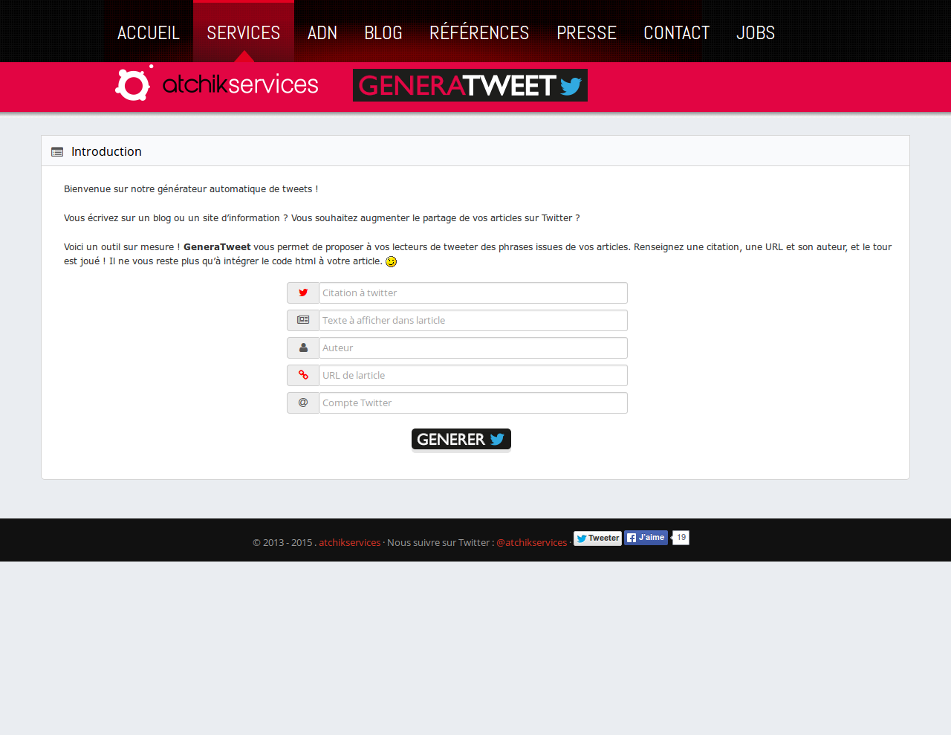 ACCUEIL SERVICES ADN BLOG RÉFÉRENCES PRESSE CONTACT JOBS
atchikservices GENERATWEET
Introduction
Bienvenue sur notre générateur automatique de tweets !
Vous écrivez sur un blog ou un site d'information ? Vous souhaitez augmenter le partage de vos articles sur Twitter ?
Voici un outil sur mesure ! GeneraTweet vous permet de proposer à vos lecteurs de tweeter des phrases issues de vos articles. Renseignez une citation, une URL et son auteur, et le tour
est joué ! Il ne vous reste plus qu'à intégrer le code html à votre article.
Citation à twitter
Texte à afficher dans larticle
Auteur
URL de larticle
@ Compte Twitter
GENERER
© 2013 - 2015 . atchikservices · Nous suivre sur Twitter : @atchikservices · Tweeter J'aime 19